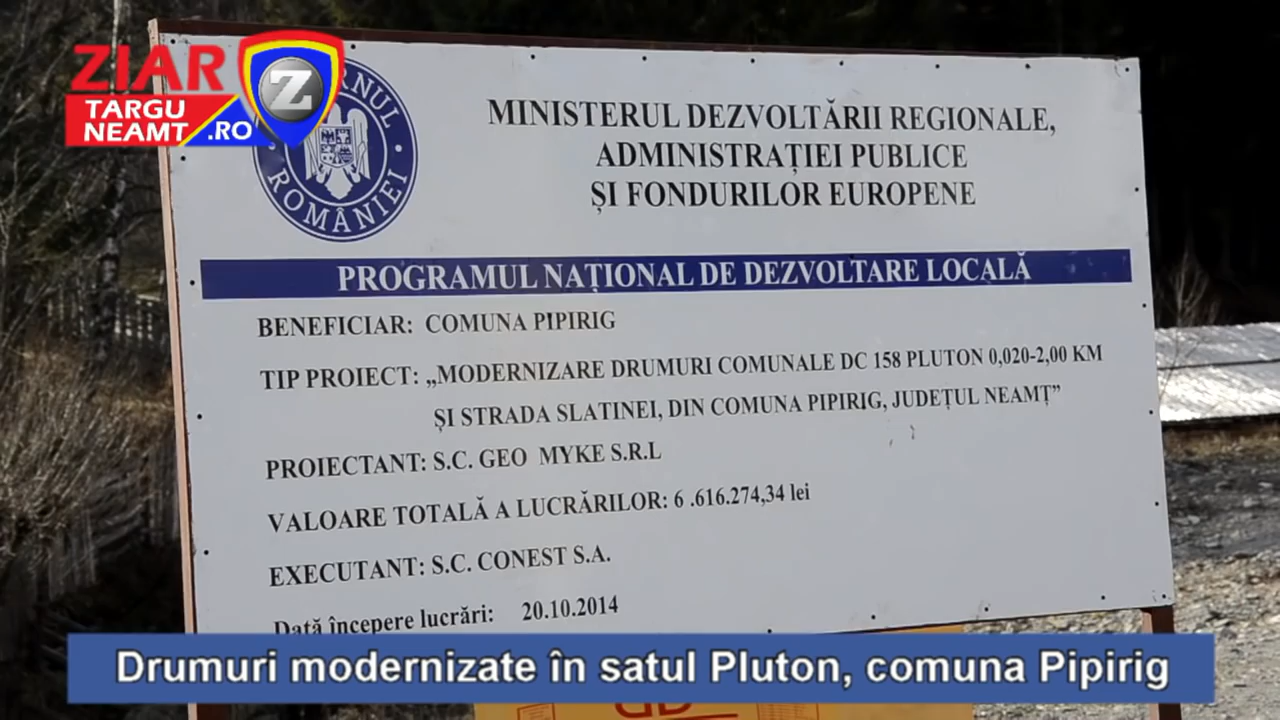 ZIAR
TARGU
NEAMT .RO
Z
ROMÂNIEI
MINISTERUL DEZVOLTĂRII REGIONALE,
ADMINISTRAȚIEI PUBLICE
ȘI FONDURILOR EUROPENE
PROGRAMUL NAȚIONAL DE DEZVOLTARE LOCALĂ
BENEFICIAR: COMUNA PIPIRIG
TIP PROIECT: „MODERNIZARE DRUMURI COMUNALE DC 158 PLUTON 0,020-2,00 KM
ȘI STRADA SLATINEI, DIN COMUNA PIPIRIG, JUDEȚUL NEAMȚ”
PROIECTANT: S.C. GEO MYKE S.R.L
VALOARE TOTALĂ A LUCRĂRILOR: 6 .616.274,34 lei
EXECUTANT: S.C. CONEST S.A.
Dată începere lucrări: 20.10.2014
Drumuri modernizate în satul Pluton, comuna Pipirig